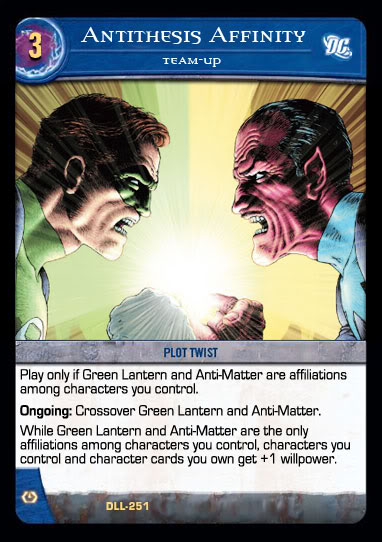 3
Antithesis Affinity
TEAM-UP
DC
PLOT TWIST
Play only if Green Lantern and Anti-Matter are affiliations
among characters you control.
Ongoing: Crossover Green Lantern and Anti-Matter.
While Green Lantern and Anti-Matter are the only
affiliations among characters you control, characters you
control and character cards you own get +1 willpower.
DLL-251